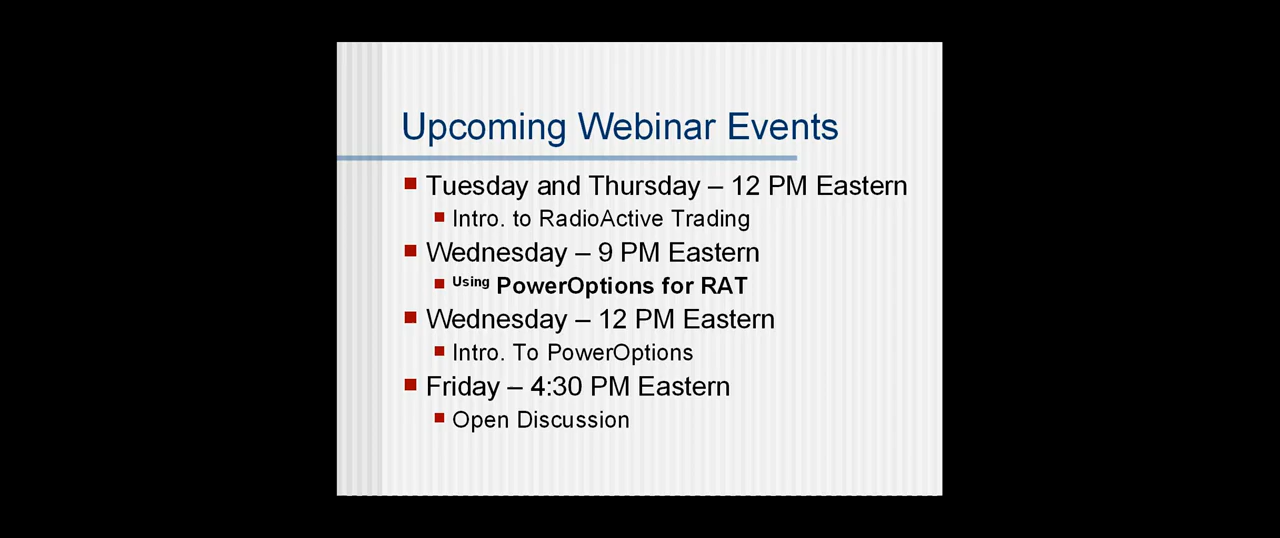 Upcoming Webinar Events
Tuesday and Thursday – 12 PM Eastern
Intro. to RadioActive Trading
Wednesday – 9 PM Eastern
Using PowerOptions for RAT
Wednesday – 12 PM Eastern
Intro. To PowerOptions
Friday – 4:30 PM Eastern
Open Discussion